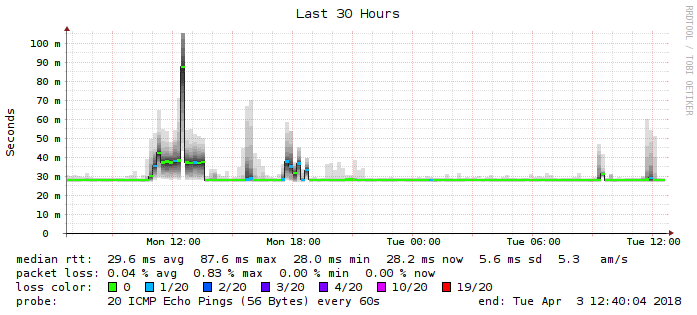 Last 30 Hours
RRDTOOL / TOBI OETIKER
Seconds
100 m
90 m
80 m
70 m
60 m
50 m
40 m
30 m
20 m
10 m
0
Mon 12:00 Mon 18:00 Tue 00:00 Tue 06:00 Tue 12:00
median rtt: 29.6 ms avg 87.6 ms max 28.0 ms min 28.2 ms now 5.6 ms sd 5.3 am/s
packet loss: 0.04 % avg 0.83 % max 0.00 % min 0.00 % now
loss color: 0 1/20 2/20 3/20 4/20 10/20 19/20
probe: 20 ICMP Echo Pings (56 Bytes) every 60s end: Tue Apr 3 12:40:04 2018